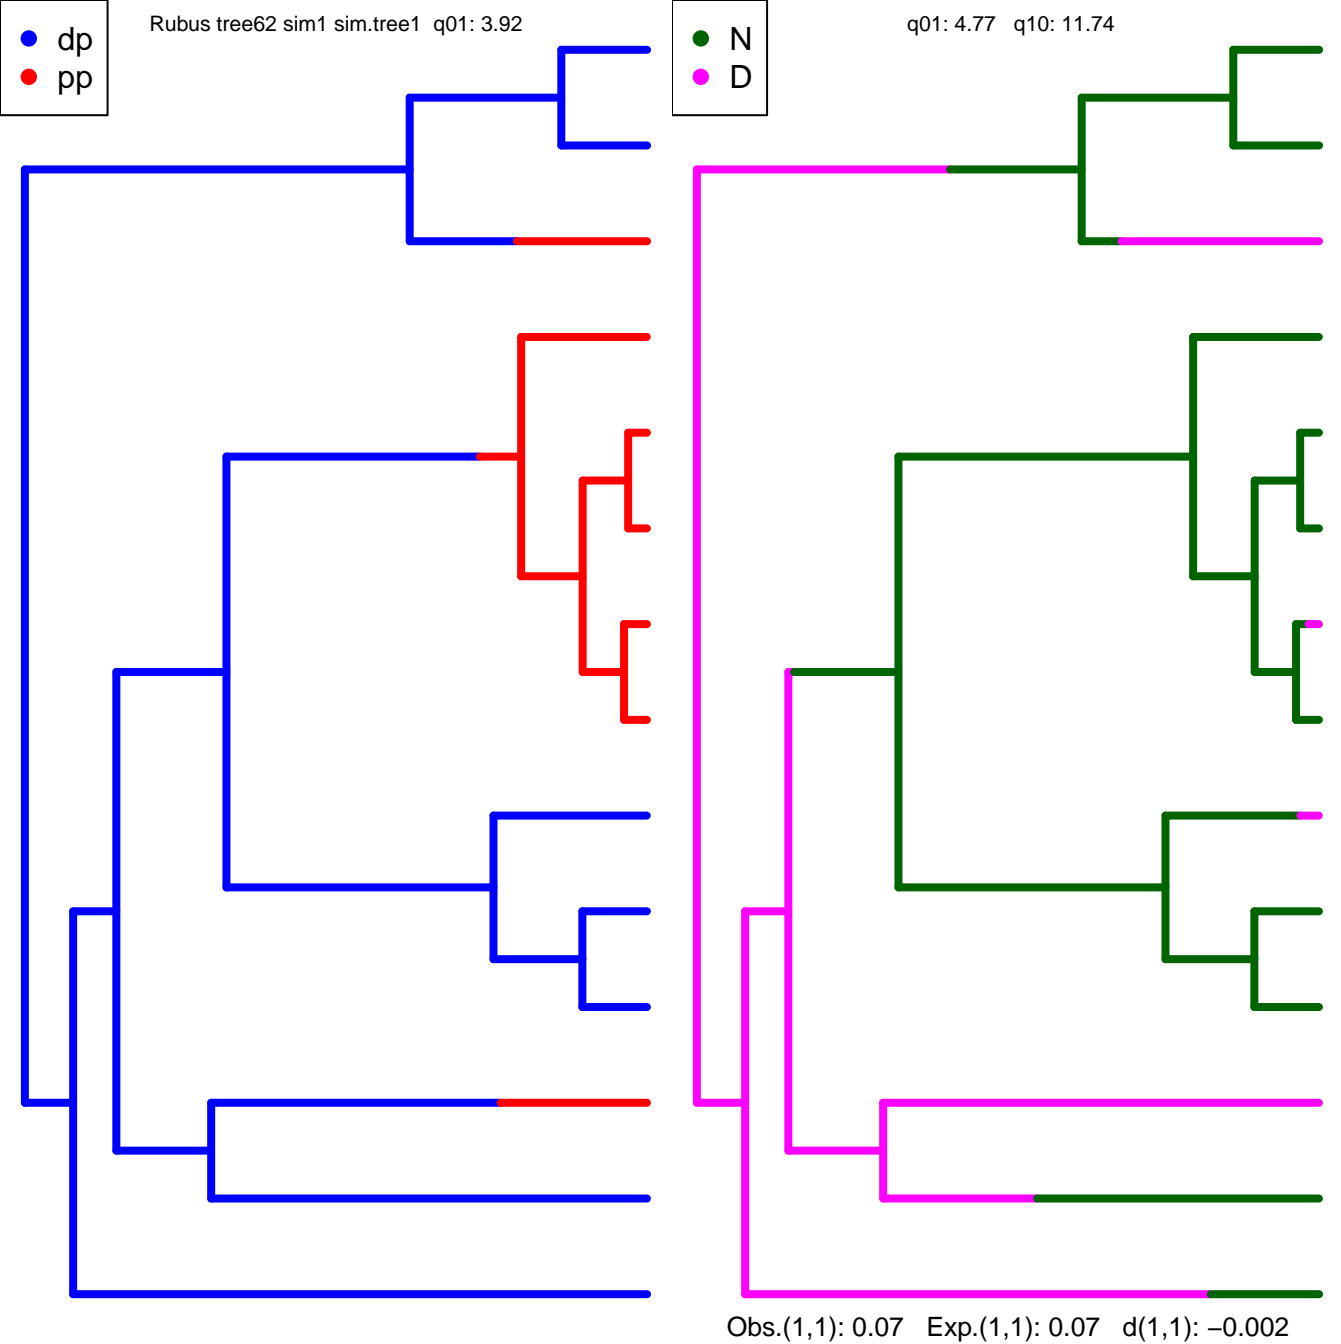 Rubus tree62 sim1 sim.tree1 q01: 3.92
dp
pp
q01: 4.77 q10: 11.74
N
D
Obs.(1,1): 0.07 Exp.(1,1): 0.07 d(1,1): −0.002